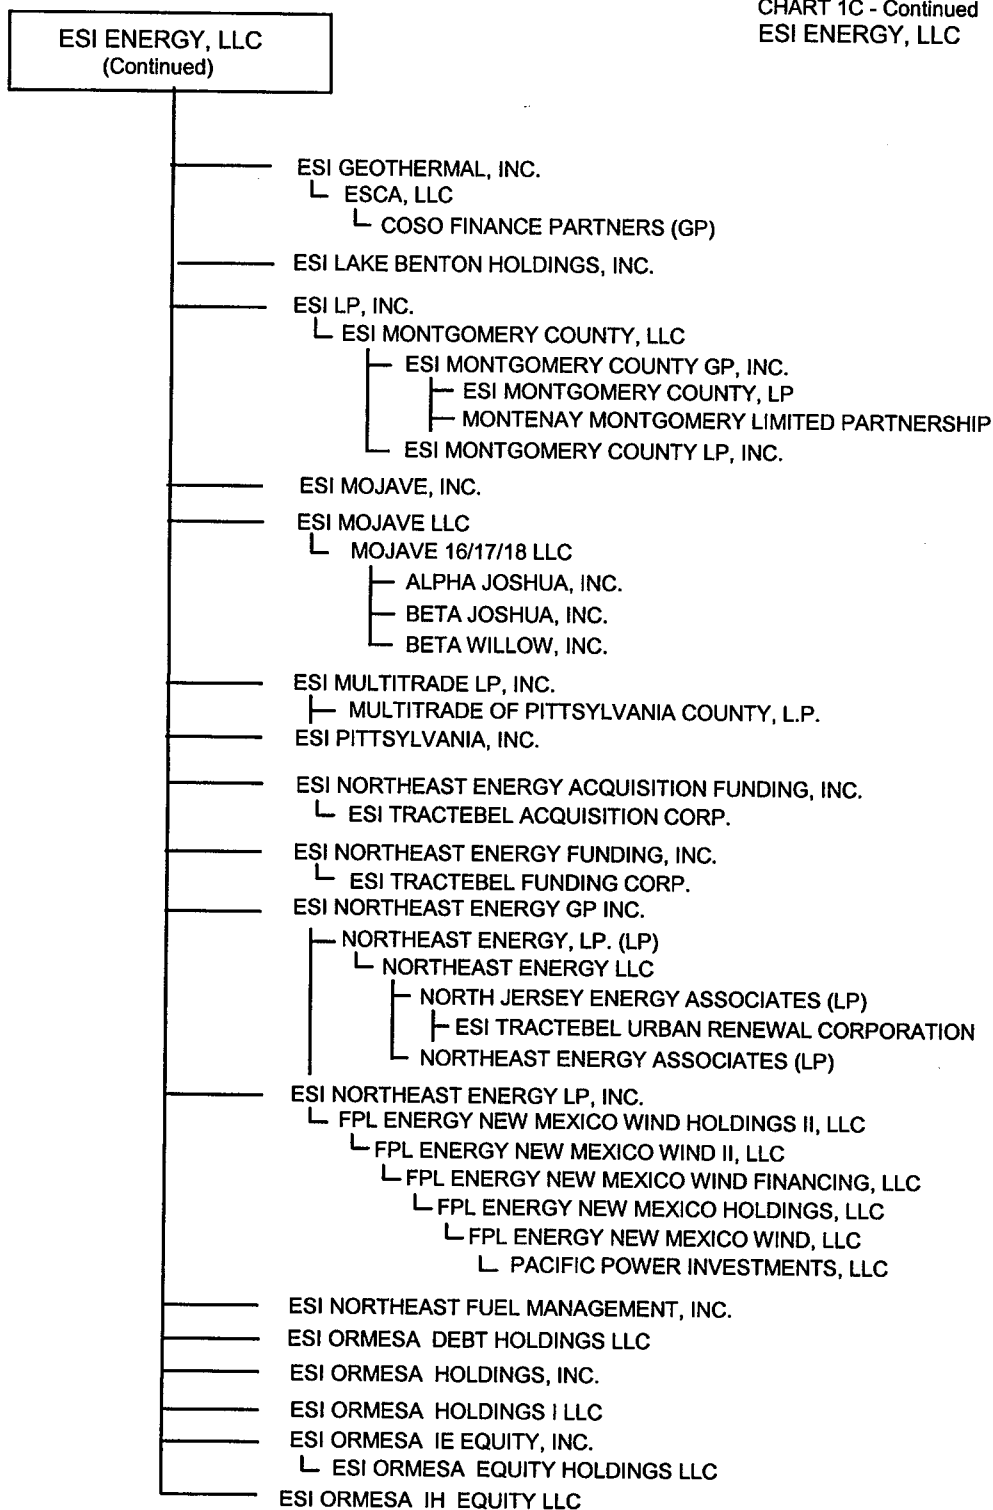 CHART 1C - Continued
ESI ENERGY, LLC
ESI ENERGY, LLC
(Continued)
ESI GEOTHERMAL, INC.
ESCA, LLC
COSO FINANCE PARTNERS (GP)
ESI LAKE BENTON HOLDINGS, INC.
ESI LP, INC.
ESI MONTGOMERY COUNTY, LLC
ESI MONTGOMERY COUNTY GP, INC.
ESI MONTGOMERY COUNTY, LP
MONTENAY MONTGOMERY LIMITED PARTNERSHIP
ESI MONTGOMERY COUNTY LP, INC.
ESI MOJAVE, INC.
ESI MOJAVE LLC
MOJAVE 16/17/18 LLC
ALPHA JOSHUA, INC.
BETA JOSHUA, INC.
BETA WILLOW, INC.
ESI MULTITRADE LP, INC.
MULTITRADE OF PITTSYLVANIA COUNTY, L.P.
ESI PITTSYLVANIA, INC.
ESI NORTHEAST ENERGY ACQUISITION FUNDING, INC.
ESI TRACTEBEL ACQUISITION CORP.
ESI NORTHEAST ENERGY FUNDING, INC.
ESI TRACTEBEL FUNDING CORP.
ESI NORTHEAST ENERGY GP INC.
NORTHEAST ENERGY, LP. (LP)
NORTHEAST ENERGY LLC
NORTH JERSEY ENERGY ASSOCIATES (LP)
ESI TRACTEBEL URBAN RENEWAL CORPORATION
NORTHEAST ENERGY ASSOCIATES (LP)
ESI NORTHEAST ENERGY LP, INC.
FPL ENERGY NEW MEXICO WIND HOLDINGS II, LLC
FPL ENERGY NEW MEXICO WIND II, LLC
FPL ENERGY NEW MEXICO WIND FINANCING, LLC
FPL ENERGY NEW MEXICO HOLDINGS, LLC
FPL ENERGY NEW MEXICO WIND, LLC
PACIFIC POWER INVESTMENTS, LLC
ESI NORTHEAST FUEL MANAGEMENT, INC.
ESI ORMESA DEBT HOLDINGS LLC
ESI ORMESA HOLDINGS, INC.
ESI ORMESA HOLDINGS I LLC
ESI ORMESA IE EQUITY, INC.
ESI ORMESA EQUITY HOLDINGS LLC
ESI ORMESA IH EQUITY LLC